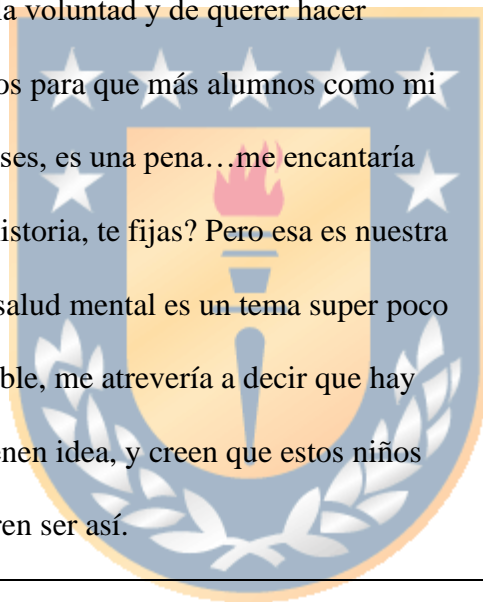 la voluntad y de querer hacer
os para que más alumnos como mi
ses, es una pena…me encantaría
istoria, te fijas? Pero esa es nuestra
salud mental es un tema super poco
ble, me atrevería a decir que hay
enen idea, y creen que estos niños
ren ser así.